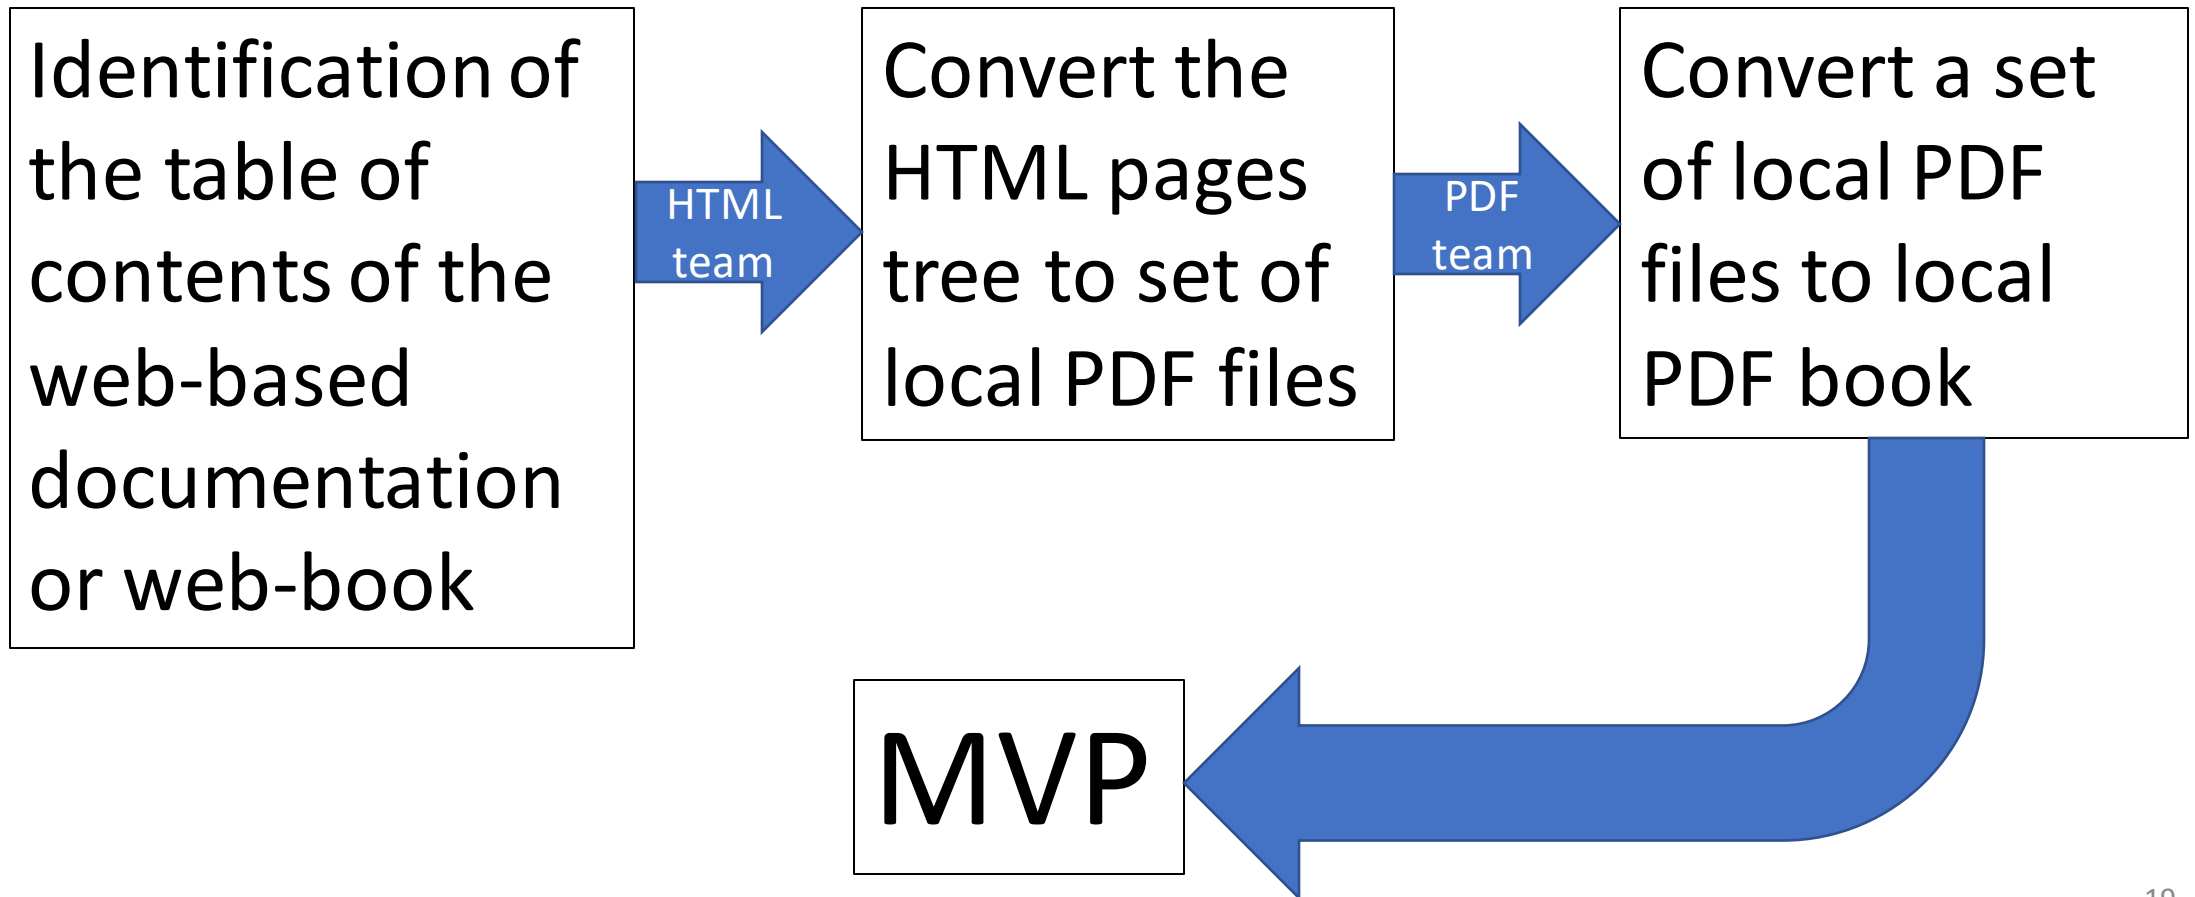 Identification of
the table of
contents of the
web-based
documentation
or web-book
HTML
team
Convert the
HTML pages
tree to set of
local PDF files
PDF
team
Convert a set
of local PDF
files to local
PDF book
MVP